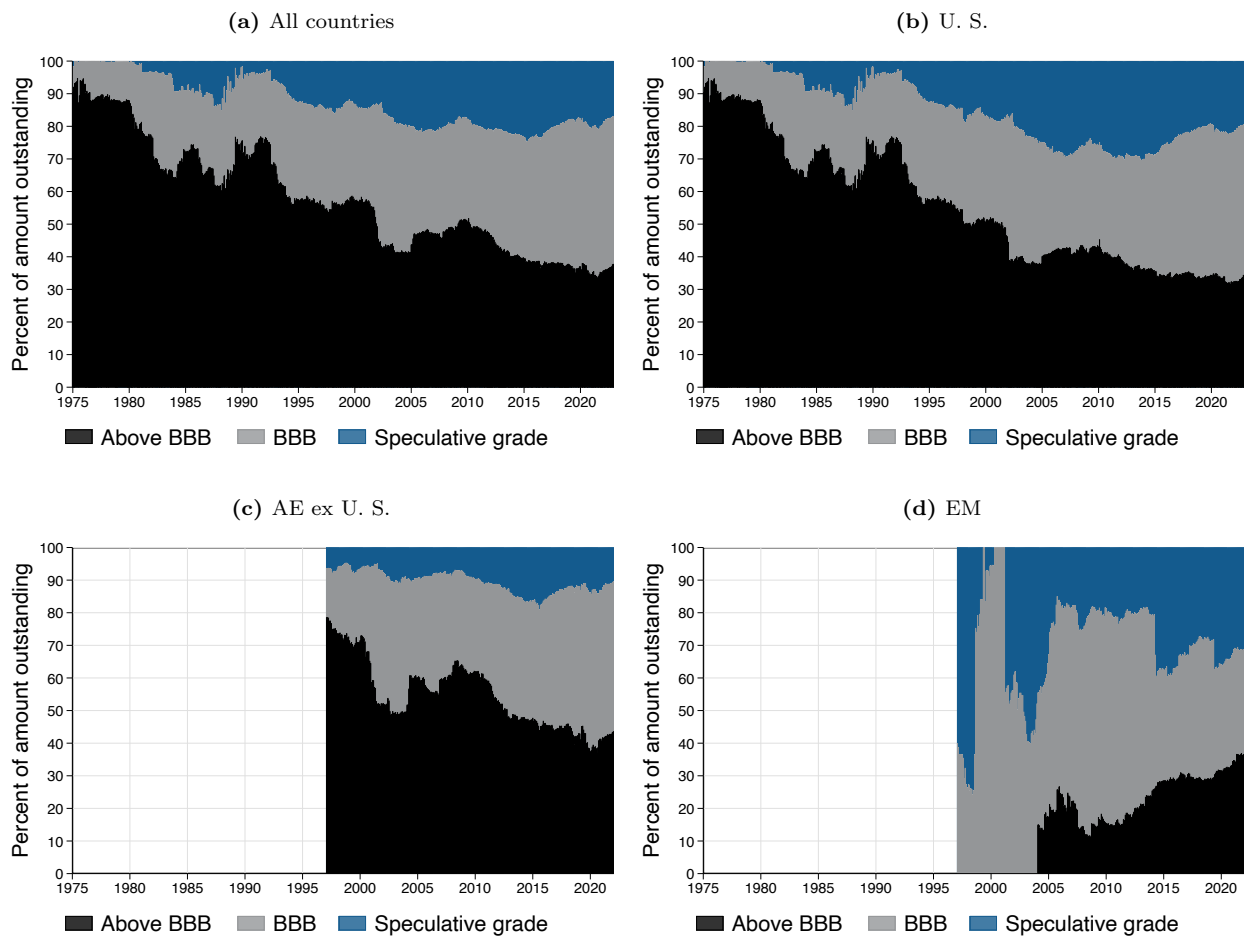 (a) All countries
Percent of amount outstanding
100
90
80
70
60
50
40
30
20
10
0
1975 1980 1985 1990 1995 2000 2005 2010 2015 2020
Above BBB BBB Speculative grade
(b) U. S.
Percent of amount outstanding
100
90
80
70
60
50
40
30
20
10
0
1975 1980 1985 1990 1995 2000 2005 2010 2015 2020
Above BBB BBB Speculative grade
(c) AE ex U. S.
Percent of amount outstanding
100
90
80
70
60
50
40
30
20
10
0
1975 1980 1985 1990 1995 2000 2005 2010 2015 2020
Above BBB BBB Speculative grade
(d) EM
Percent of amount outstanding
100
90
80
70
60
50
40
30
20
10
0
1975 1980 1985 1990 1995 2000 2005 2010 2015 2020
Above BBB BBB Speculative grade